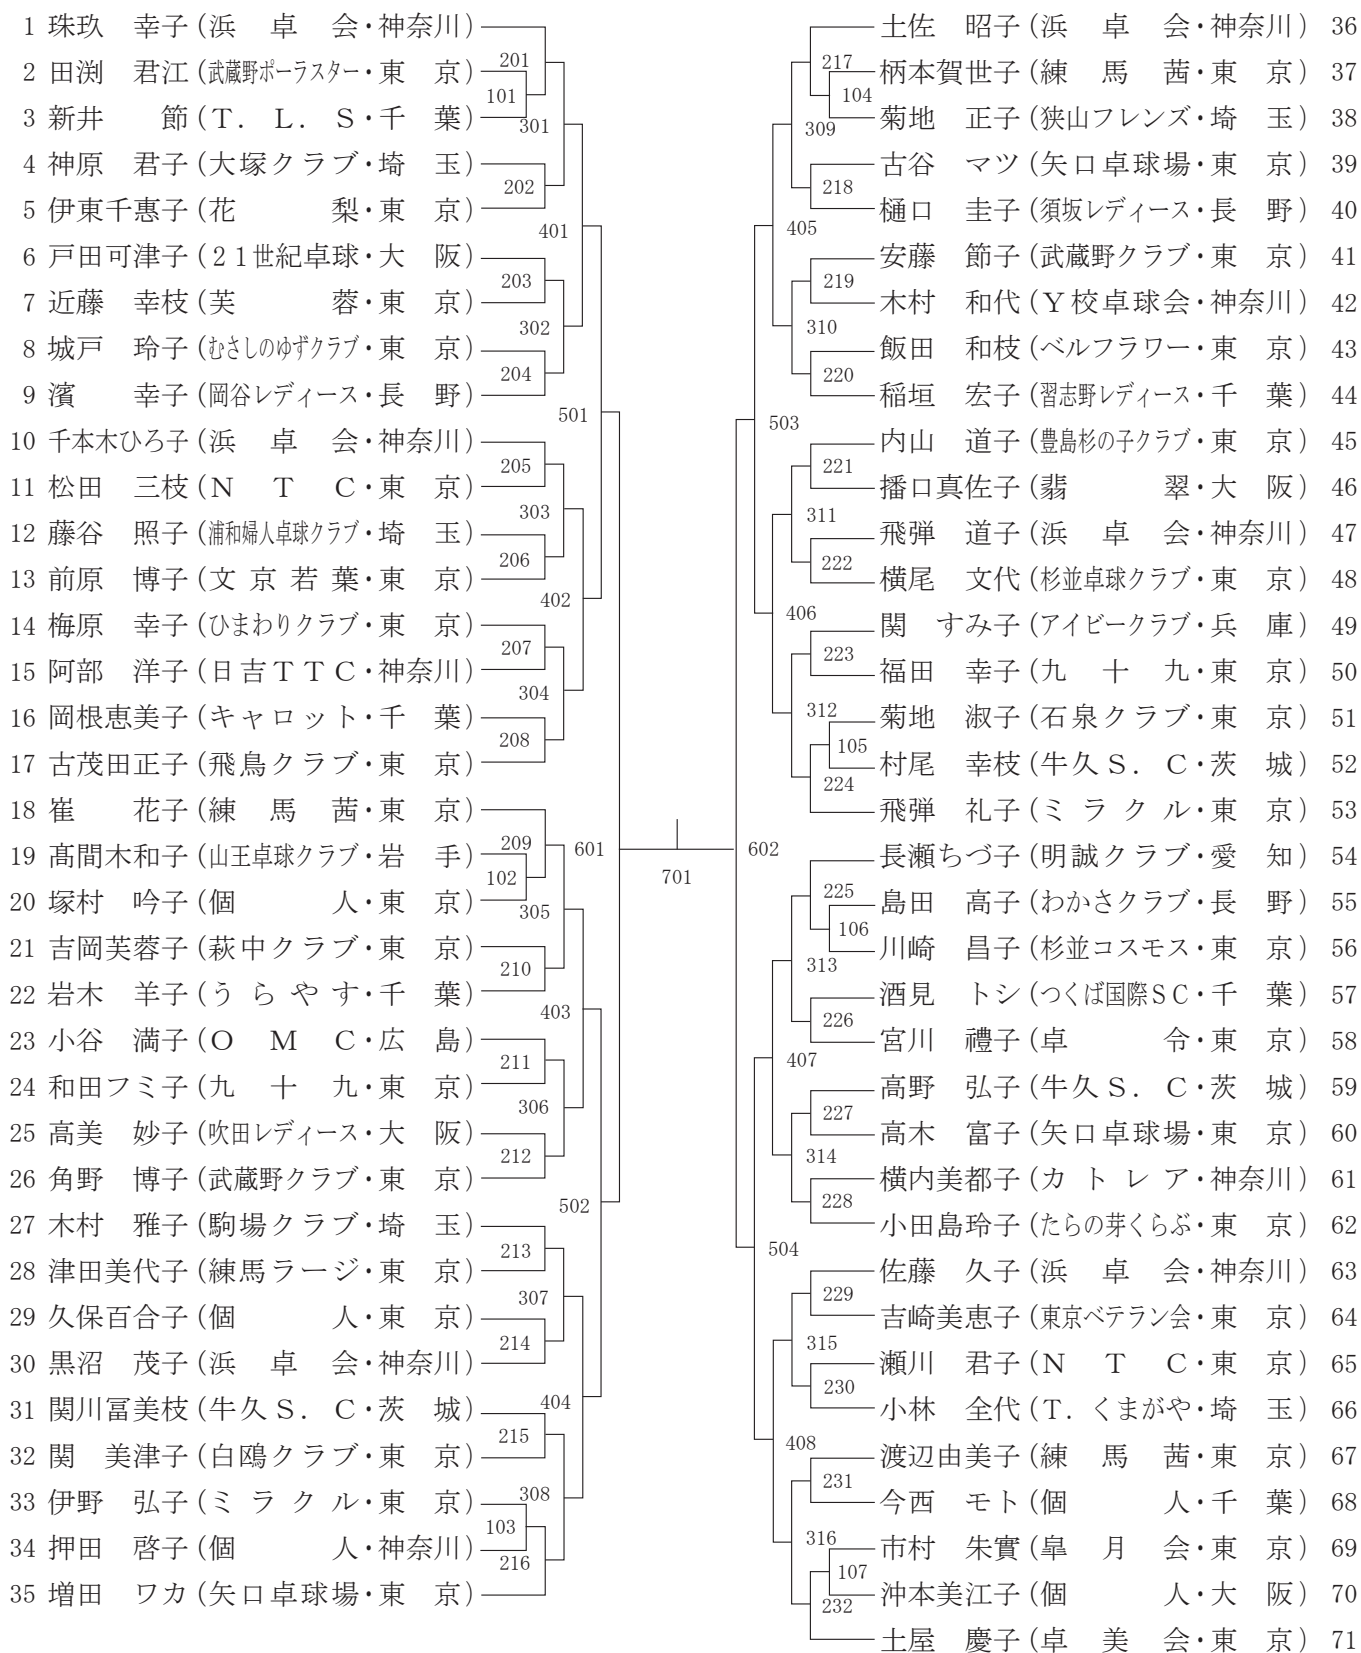 1 珠玖 幸子(浜卓会・神奈川)
2 田渕 君江(武蔵野ポーラスター・東京)
3 新井 節(T.L.S・千葉)
4 神原 君子(大塚クラブ・埼玉)
5 伊東千惠子(花梨・東京)
6 戸田可津子(21世紀卓球・大阪)
7 近藤 幸枝(芙蓉・東京)
8 城戸 玲子(むさしのゆずクラブ・東京)
9 濱 幸子(岡谷レディース・長野)
10 千本木ひろ子(浜卓会・神奈川)
11 松田 三枝(NTC・東京)
12 藤谷 照子(浦和婦人卓球クラブ・埼玉)
13 前原 博子(文京若葉・東京)
14 梅原 幸子(ひまわりクラブ・東京)
15 阿部 洋子(日吉TTC・神奈川)
16 岡根恵美子(キャロット・千葉)
17 古茂田正子(飛鳥クラブ・東京)
18 崔 花子(練馬茜・東京)
19 髙間木和子(山王卓球クラブ・岩手)
20 塚村 吟子(個人・東京)
21 吉岡芙蓉子(萩中クラブ・東京)
22 岩木 羊子(うらやす・千葉)
23 小谷 満子(OMC・広島)
24 和田フミ子(九十九・東京)
25 高美 妙子(吹田レディース・大阪)
26 角野 博子(武蔵野クラブ・東京)
27 木村 雅子(駒場クラブ・埼玉)
28 津田美代子(練馬ラージ・東京)
29 久保百合子(個人・東京)
30 黒沼 茂子(浜卓会・神奈川)
31 関川冨美枝(牛久S.C・茨城)
32 関 美津子(白鴎クラブ・東京)
33 伊野 弘子(ミラクル・東京)
34 押田 啓子(個人・神奈川)
35 増田 ワカ(矢口卓球場・東京)
201
101
301
202
401
203
302
204
501
205
303
206
402
207
304
208
209
102
305
601
210
403
211
306
212
502
213
307
214
404
215
308
103
216
701
602
217
104
309
218
405
219
310
220
503
221
311
222
406
223
312
105
224
225
106
313
226
407
227
314
228
504
229
315
230
408
231
316
107
232
土佐 昭子(浜卓会・神奈川) 36
柄本賀世子(練馬茜・東京) 37
菊地 正子(狭山フレンズ・埼玉) 38
古谷 マツ(矢口卓球場・東京) 39
樋口 圭子(須坂レディース・長野) 40
安藤 節子(武蔵野クラブ・東京) 41
木村 和代(Y校卓球会・神奈川) 42
飯田 和枝(ベルフラワー・東京) 43
稲垣 宏子(習志野レディース・千葉) 44
内山 道子(豊島杉の子クラブ・東京) 45
播口真佐子(翡翠・大阪) 46
飛弾 道子(浜卓会・神奈川) 47
横尾 文代(杉並卓球クラブ・東京) 48
関 すみ子(アイビークラブ・兵庫) 49
福田 幸子(九十九・東京) 50
菊地 淑子(石泉クラブ・東京) 51
村尾 幸枝(牛久S.C・茨城) 52
飛弾 礼子(ミラクル・東京) 53
長瀬ちづ子(明誠クラブ・愛知) 54
島田 高子(わかさクラブ・長野) 55
川崎 昌子(杉並コスモス・東京) 56
酒見 トシ(つくば国際SC・千葉) 57
宮川 禮子(卓令・東京) 58
高野 弘子(牛久S.C・茨城) 59
高木 富子(矢口卓球場・東京) 60
横内美都子(カトレア・神奈川) 61
小田島玲子(たらの芽くらぶ・東京) 62
佐藤 久子(浜卓会・神奈川) 63
吉崎美恵子(東京ベテラン会・東京) 64
瀬川 君子(NTC・東京) 65
小林 全代(T.くまがや・埼玉) 66
渡辺由美子(練馬茜・東京) 67
今西 モト(個人・千葉) 68
市村 朱實(皐月会・東京) 69
沖本美江子(個人・大阪) 70
土屋 慶子(卓美会・東京) 71